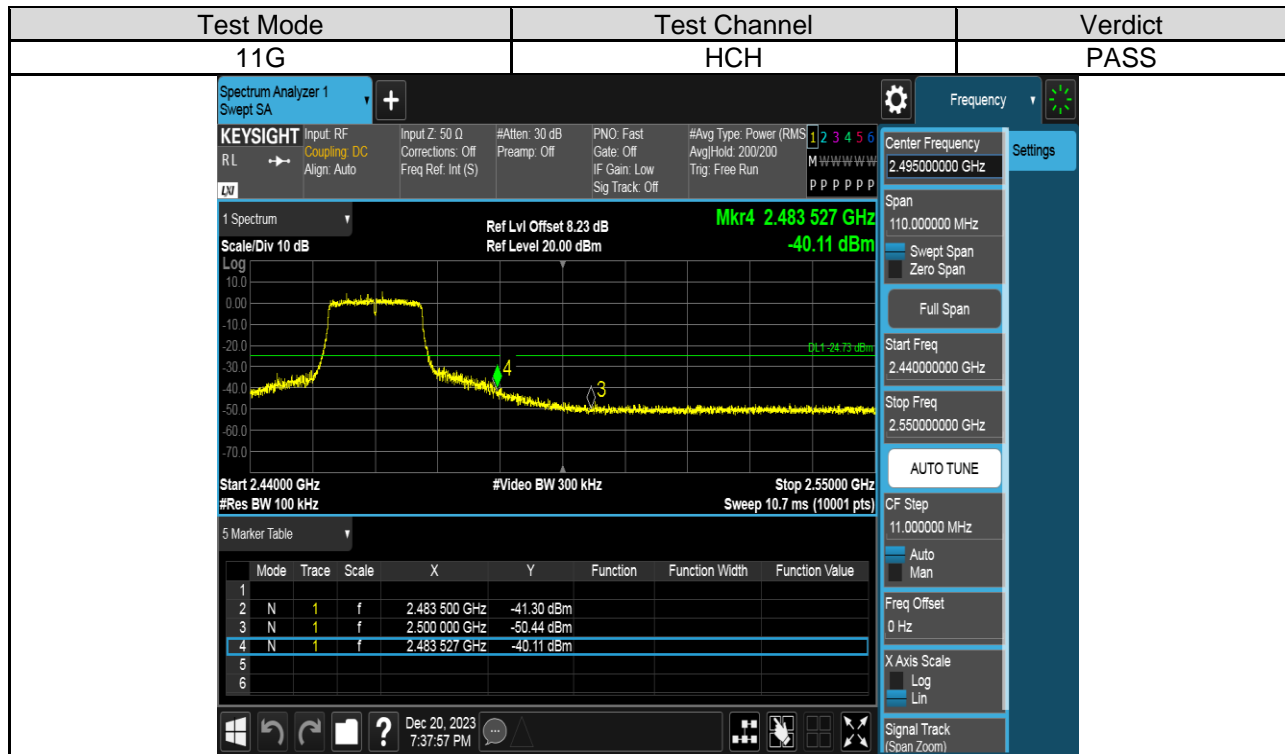 Test Mode Test Channel Verdict
11G HCH PASS
Spectrum Analyzer 1
Swept SA
+
Frequency
KEYSIGHT Input: RF Input Z: 50 Ω #Atten: 30 dB PNO: Fast #Avg Type: Power (RMS 1 2 3 4 5 6
RL Coupling: DC Corrections: Off Preamp: Off Gate: Off Avg|Hold: 200/200 M W W W W W
Align: Auto Freq Ref: Int (S) IF Gain: Low Trig: Free Run
LXI Sig Track: Off P P P P P P
Center Frequency
2.495000000 GHz
Settings
Span
110.000000 MHz
Swept Span
Zero Span
Full Span
Start Freq
2.440000000 GHz
Stop Freq
2.550000000 GHz
AUTO TUNE
CF Step
11.000000 MHz
Auto
Man
Freq Offset
0 Hz
X Axis Scale
Log
Lin
Signal Track
(Span Zoom)
1 Spectrum
Ref Lvl Offset 8.23 dB Mkr4 2.483 527 GHz
Scale/Div 10 dB Ref Level 20.00 dBm -40.11 dBm
Log
10.0
0.00
-10.0
-20.0
DL1 -24.73 dBm
-30.0
4
-40.0
3
-50.0
-60.0
-70.0
Start 2.44000 GHz #Video BW 300 kHz Stop 2.55000 GHz
#Res BW 100 kHz Sweep 10.7 ms (10001 pts)
5 Marker Table
Mode Trace Scale X Y Function Function Width Function Value
1
2 N 1 f 2.483 500 GHz -41.30 dBm
3 N 1 f 2.500 000 GHz -50.44 dBm
4 N 1 f 2.483 527 GHz -40.11 dBm
5
6
? Dec 20, 2023
7:37:57 PM